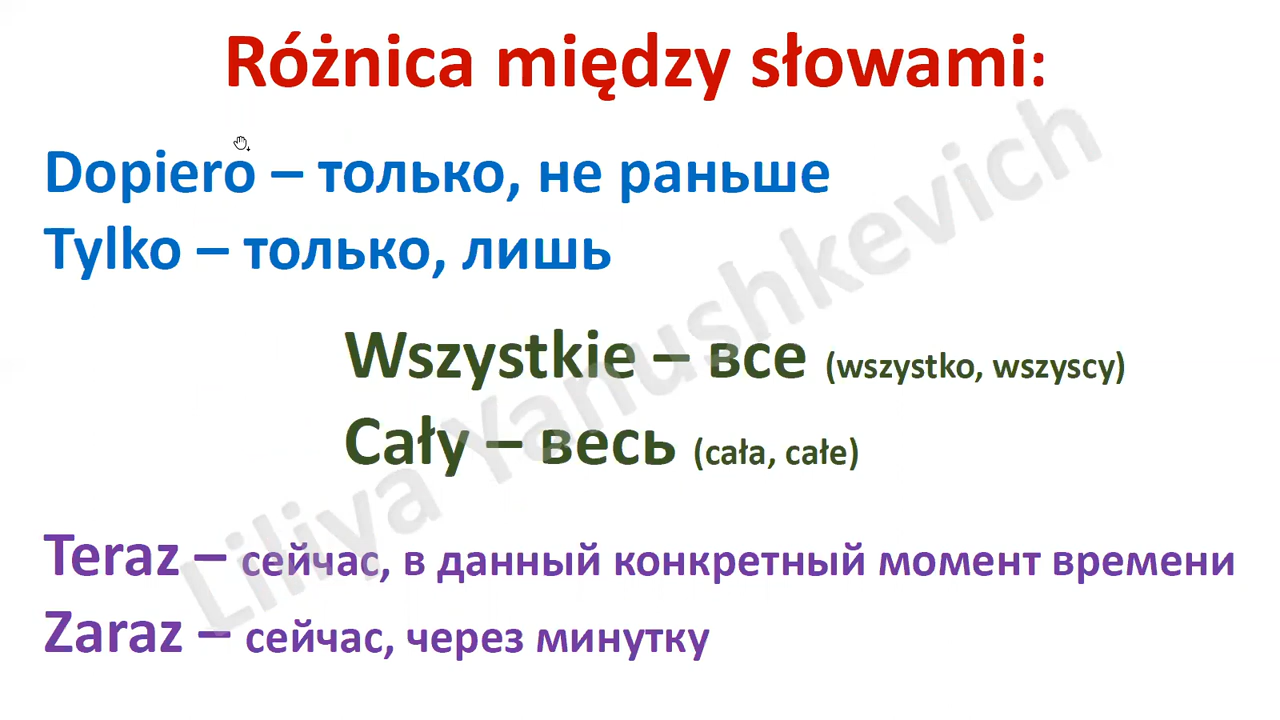 Różnica między słowami:
Dopiero – только, не раньше
Tylko – только, лишь
Wszystkie – все (wszystko, wszyscy)
Cały – весь (cała, całe)
Teraz – сейчас, в данный конкретный момент времени
Zaraz – сейчас, через минутку
Liliya Yanushkevich